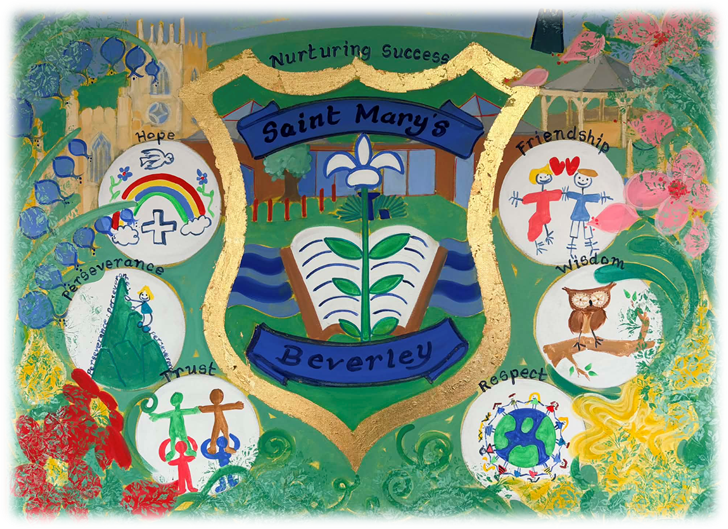 Nurturing Success
Saint Mary's
Hope
Friendship
Perseverance
Wisdom
Trust
Respect
Beverley